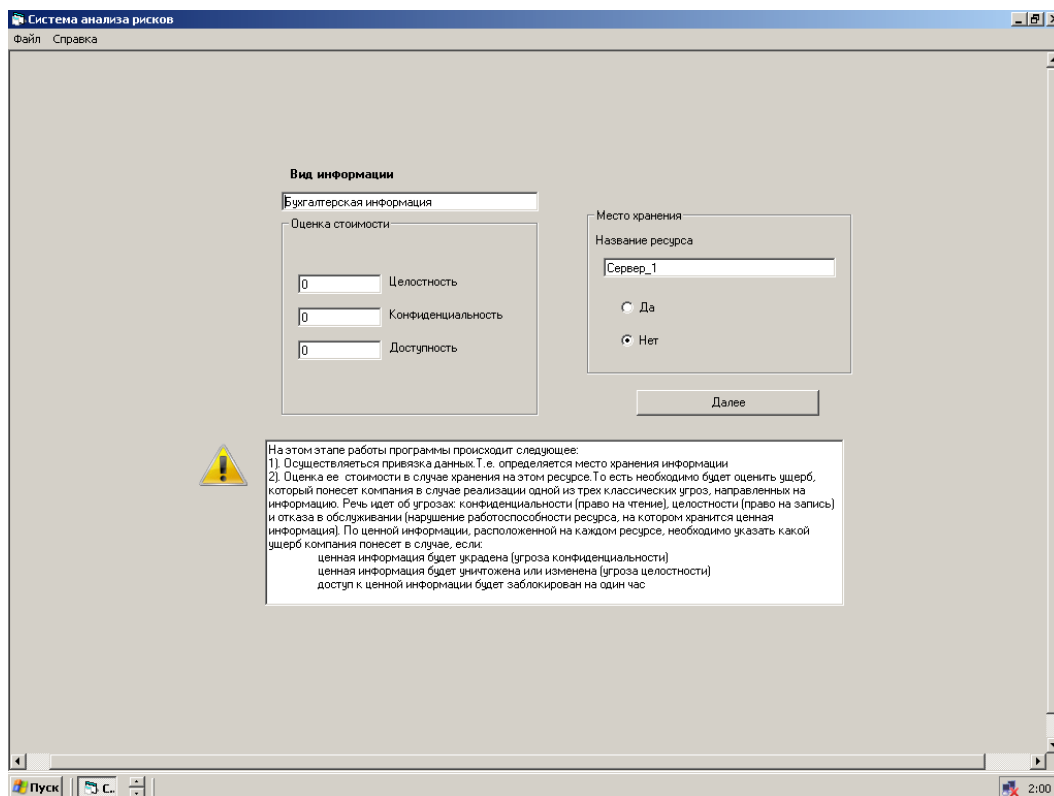 Система анализа рисков
Файл Справка
Вид информации
Бухгалтерская информация
Оценка стоимости
0 Целостность
0 Конфиденциальность
0 Доступность
Место хранения
Название ресурса
Сервер_1
Да
Нет
Далее
На этом этапе работы программы происходит следующее:
1). Осуществляеться привязка данных.Т.е. определяется место хранения информации
2). Оценка ее стоимости в случае хранения на этом ресурсе.То есть необходимо будет оценить ущерб,
который понесет компания в случае реализации одной из трех классических угроз, направленных на
информацию. Речь идет об угрозах: конфиденциальности (право на чтение), целостности (право на запись)
и отказа в обслуживании (нарушение работоспособности ресурса, на котором хранится ценная
информация). По ценной информации, расположенной на каждом ресурсе, необходимо указать какой
ущерб компания понесет в случае, если:
ценная информация будет украдена (угроза конфиденциальности)
ценная информация будет уничтожена или изменена (угроза целостности)
доступ к ценной информации будет заблокирован на один час
Пуск С.. 2:00